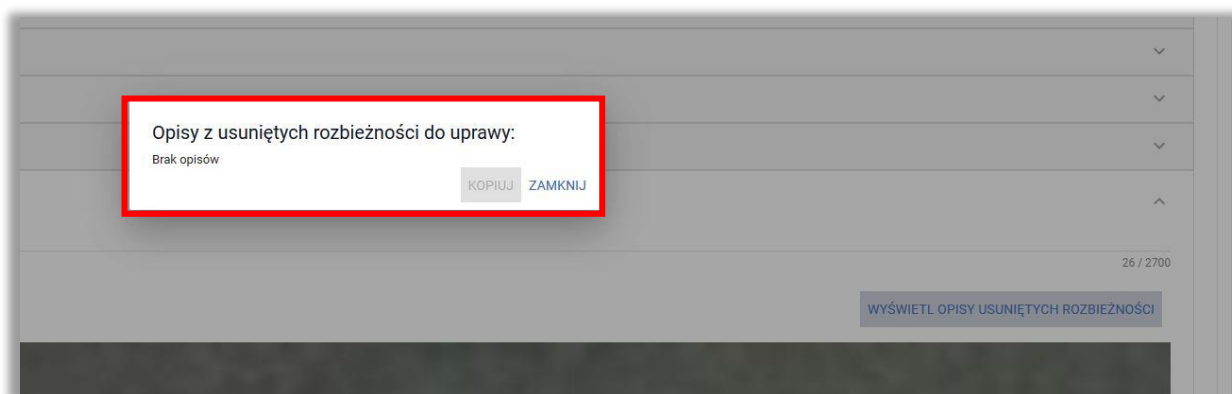 Opisy z usuniętych rozbieżności do uprawy:
Brak opisów
KOPIUJ ZAMKNIJ
26 / 2700
WYŚWIETL OPISY USUNIĘTYCH ROZBIEŻNOŚCI